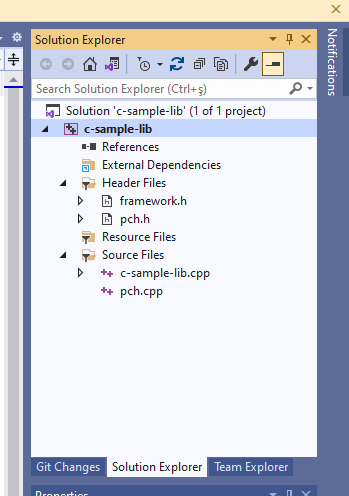 Solution Explorer
Search Solution Explorer (Ctrl+ş)
Solution 'c-sample-lib' (1 of 1 project)
c-sample-lib
References
External Dependencies
Header Files
framework.h
pch.h
Resource Files
Source Files
c-sample-lib.cpp
pch.cpp
Git Changes Solution Explorer Team Explorer
Properties
Notifications